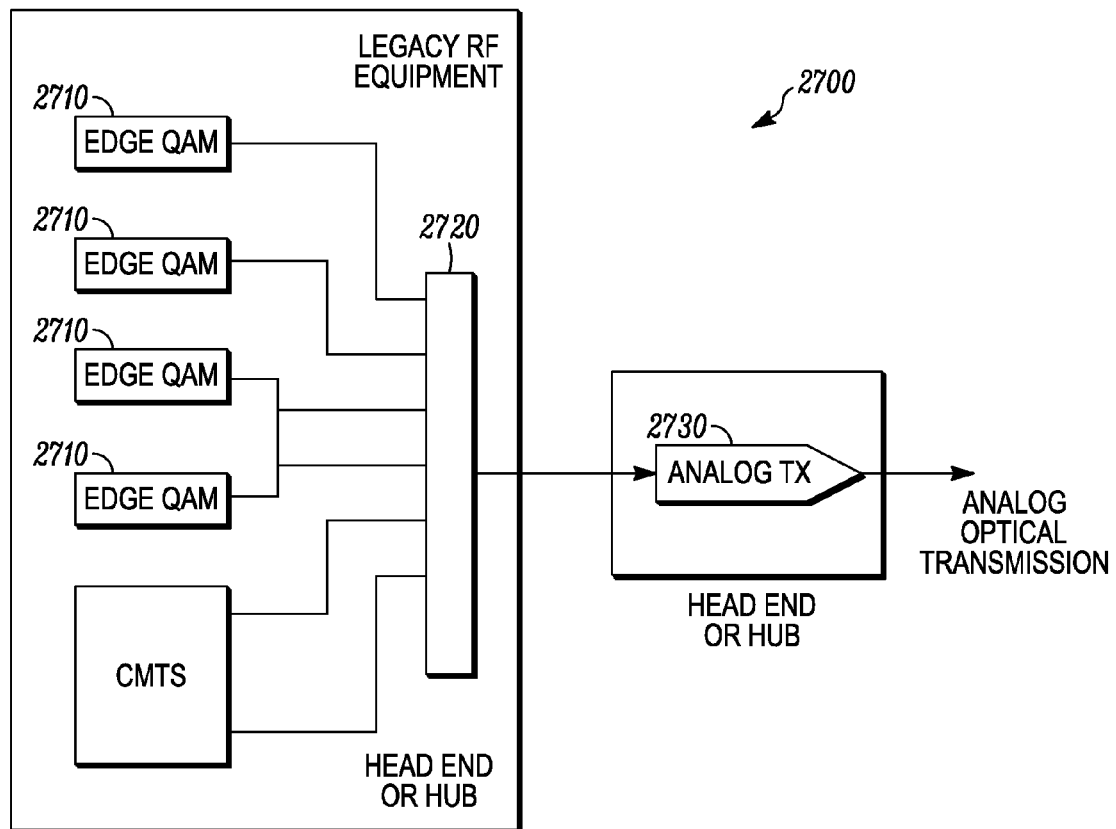 LEGACY RF
EQUIPMENT
2700
2710
EDGE QAM
2710
EDGE QAM
2720
2710
EDGE QAM
2710
EDGE QAM
2730
ANALOG TX
ANALOG
OPTICAL
TRANSMISSION
HEAD END
OR HUB
CMTS
HEAD END
OR HUB